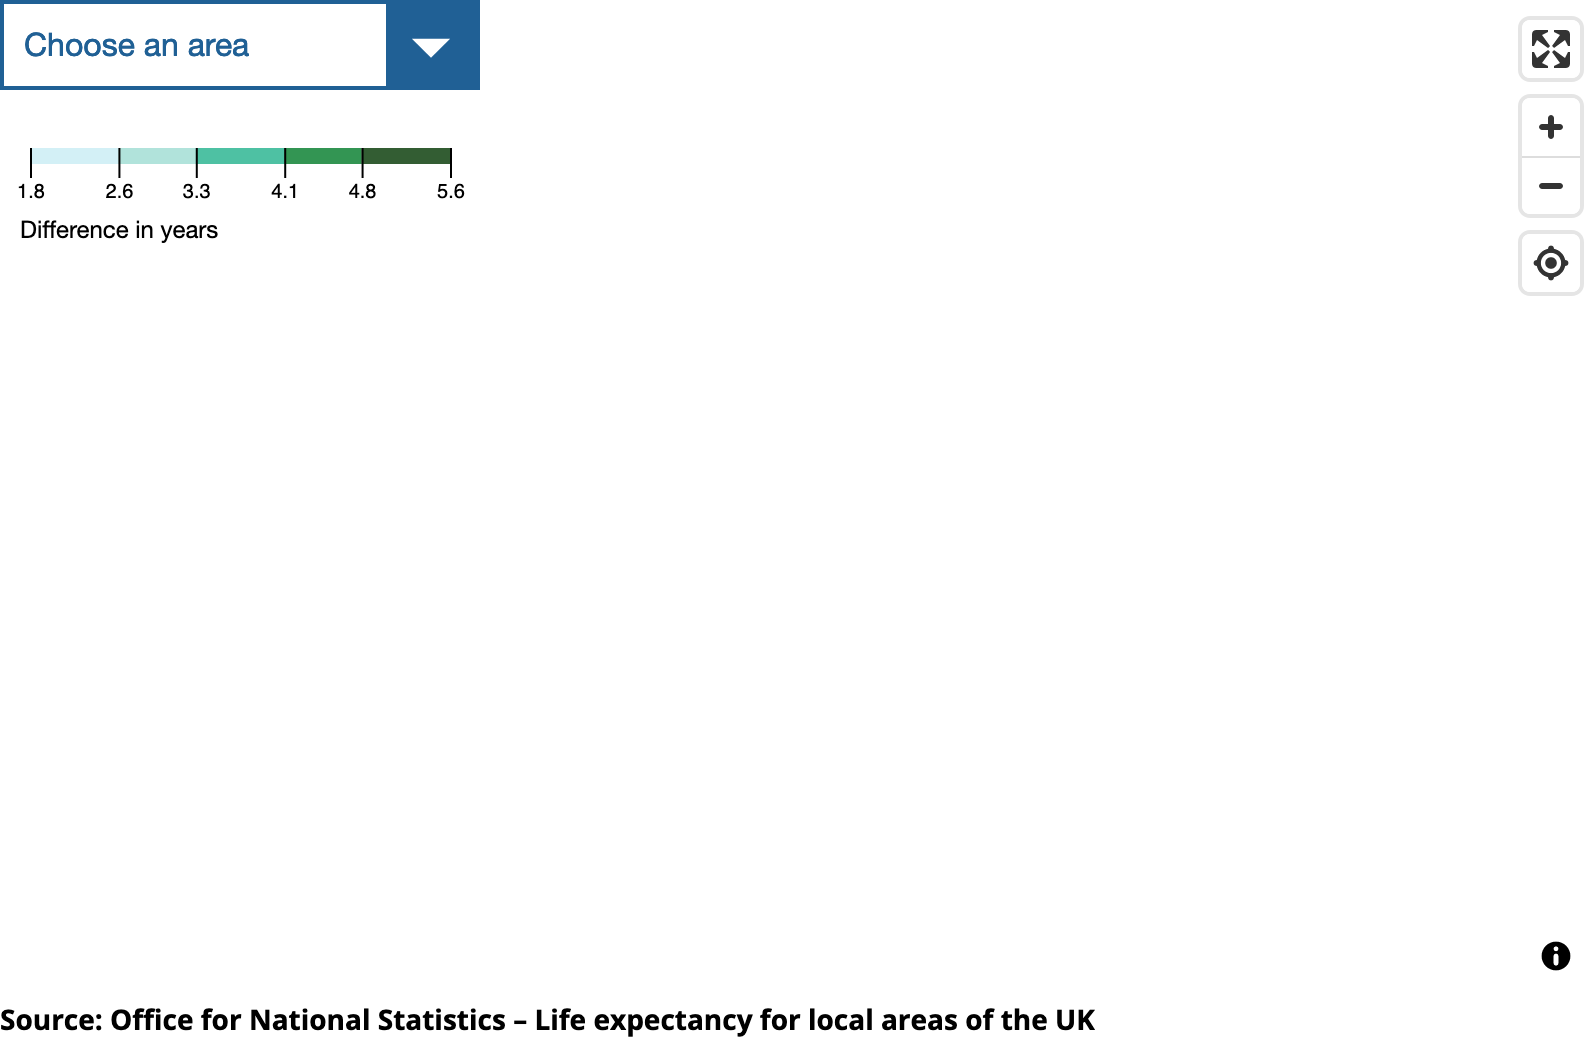 Choose an area
1.8 2.6 3.3 4.1 4.8 5.6
Difference in years
Source: Office for National Statistics – Life expectancy for local areas of the UK